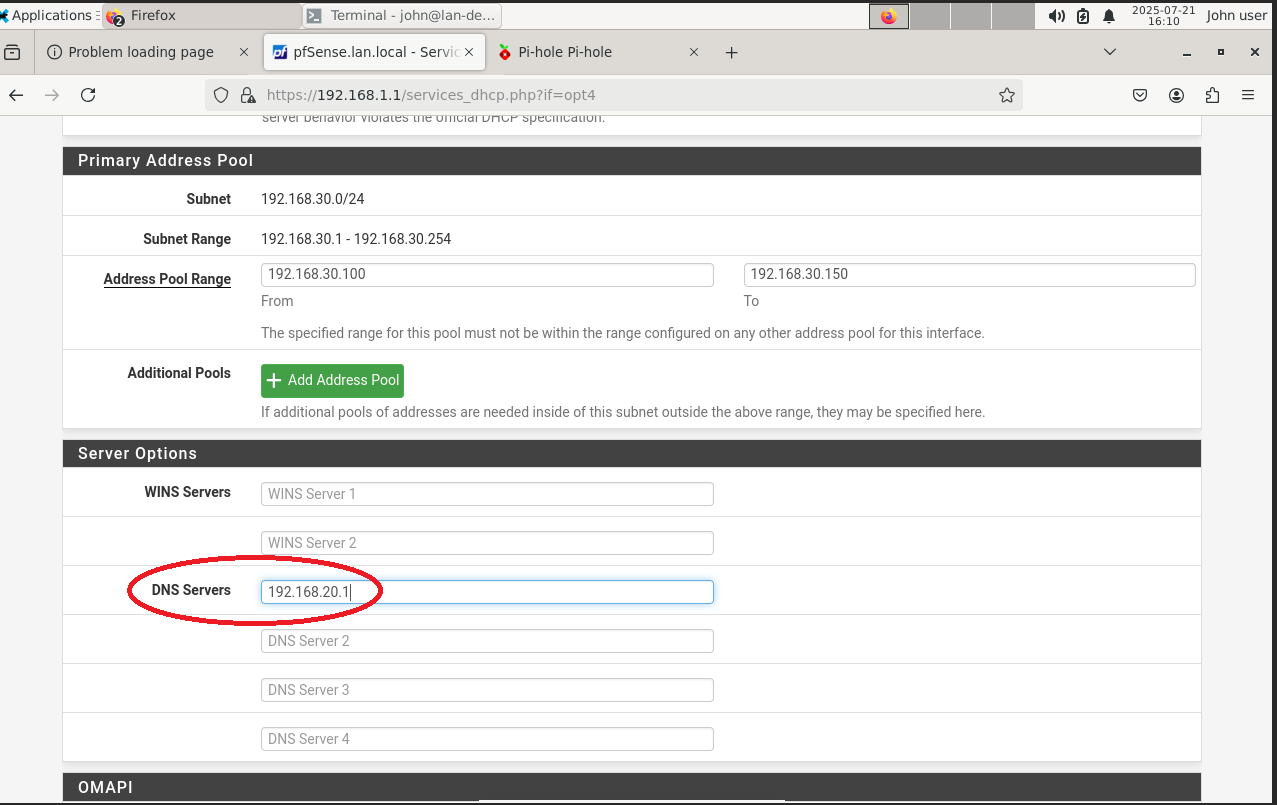 Applications
2 Firefox
Terminal - john@lan-de...
2025-07-21
16:10
John user
Problem loading page
pfSense.lan.local - Servic
Pi-hole Pi-hole
https://192.168.1.1/services_dhcp.php?if=opt4
server behavior violates the official DHCP specification.
Primary Address Pool
Subnet 192.168.30.0/24
Subnet Range 192.168.30.1 - 192.168.30.254
Address Pool Range 192.168.30.100 192.168.30.150
From To
The specified range for this pool must not be within the range configured on any other address pool for this interface.
Additional Pools Add Address Pool
If additional pools of addresses are needed inside of this subnet outside the above range, they may be specified here.
Server Options
WINS Servers WINS Server 1
WINS Server 2
DNS Servers 192.168.20.1
DNS Server 2
DNS Server 3
DNS Server 4
OMAPI